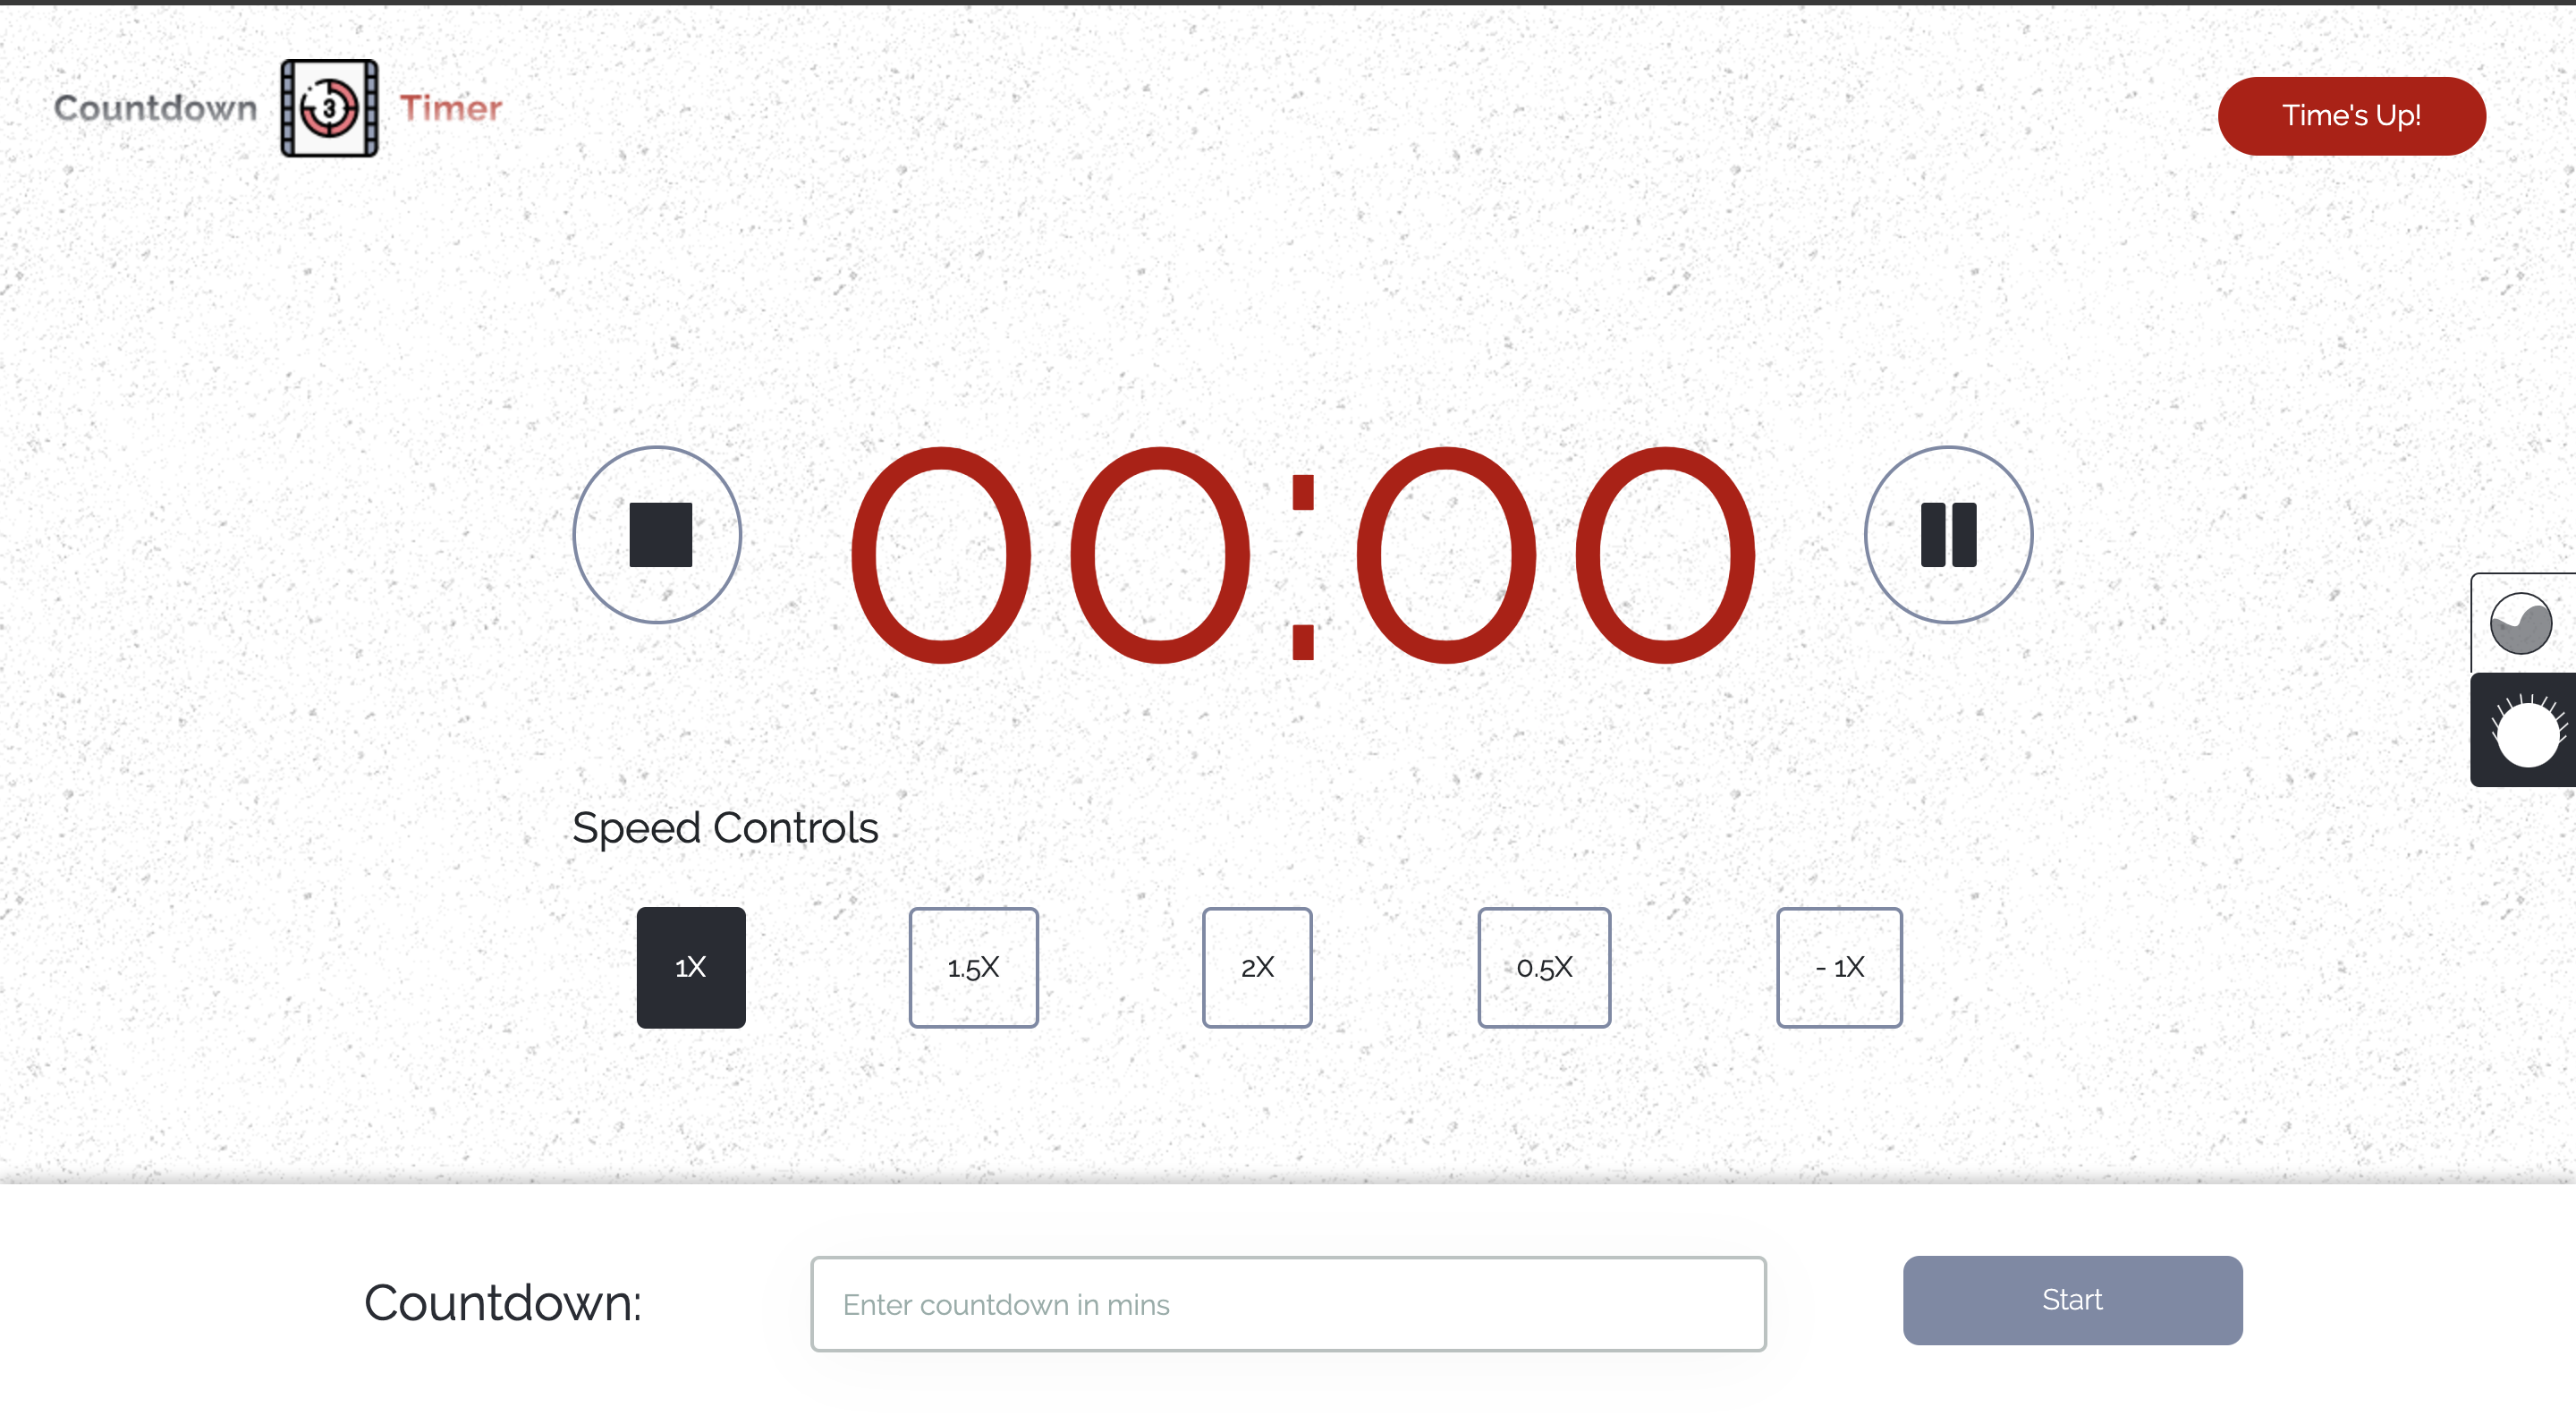 Countdown 3 Timer
Time's Up!
00:00
Speed Controls
1X 1.5X 2X 0.5X - 1X
Countdown: Enter countdown in mins Start